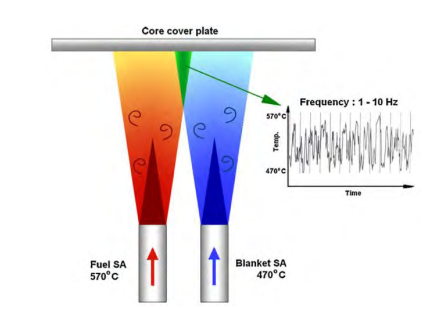 Core cover plate
Frequency : 1 - 10 Hz
570°C
Temp.
470°C
Time
Fuel SA
570°C
Blanket SA
470°C